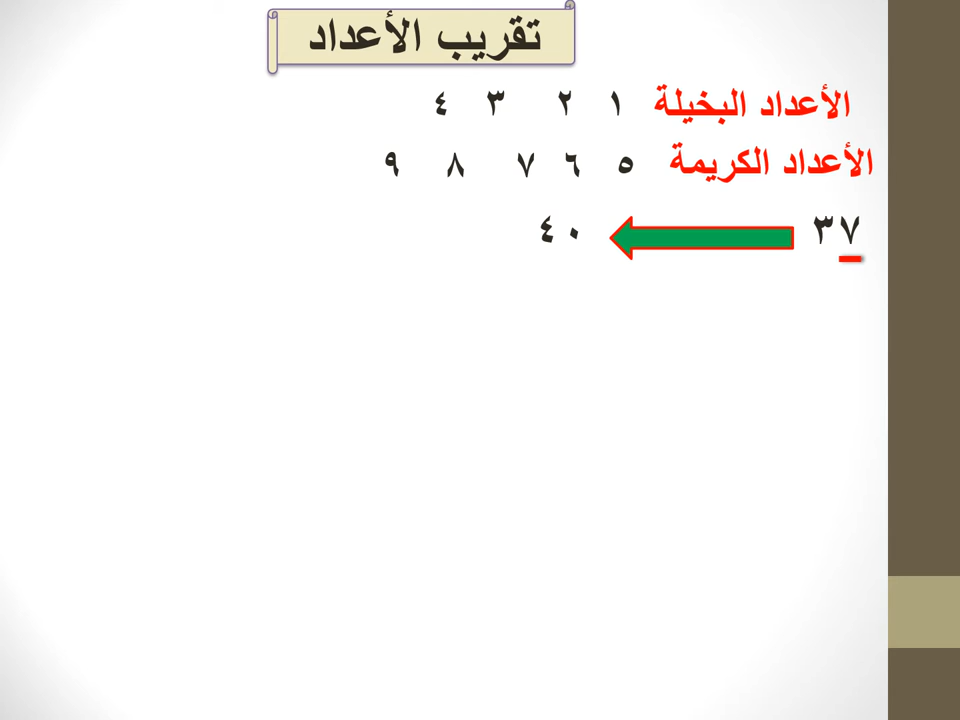 تقريب الأعداد
الأعداد البخيلة ١ ٢ ٣ ٤
الأعداد الكريمة ٥ ٦ ٧ ٨ ٩
٣٧ ٤٠